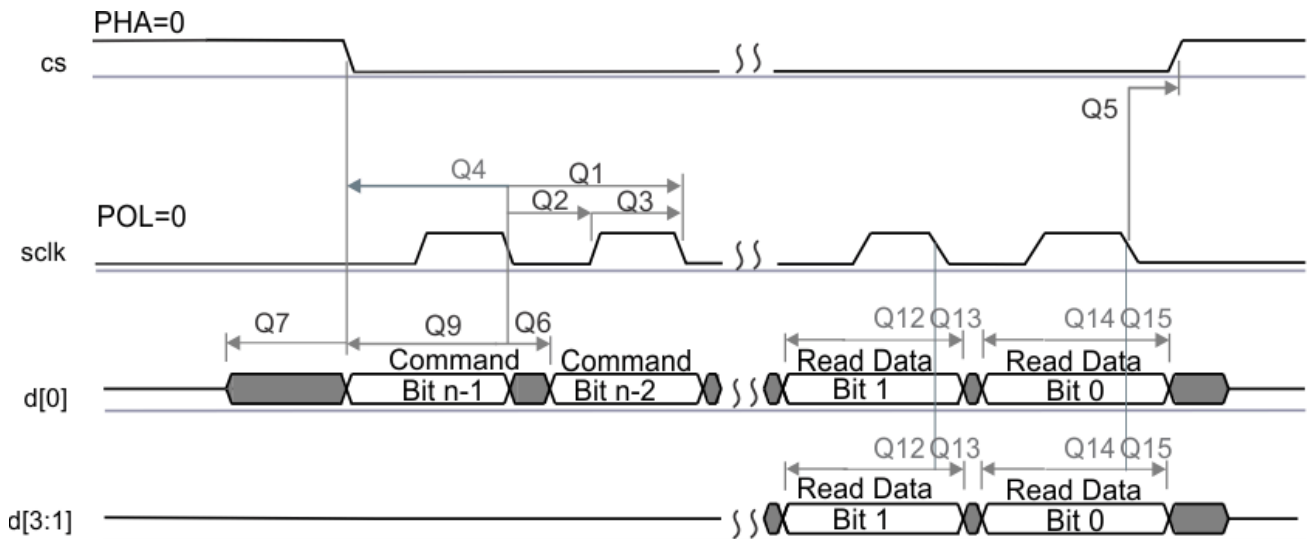 PHA=0
cs
Q5
Q4 Q1
Q2 Q3
POL=0
sclk
Q7 Q9 Q6 Q12 Q13 Q14 Q15
Command Command Read Data Read Data
d[0] Bit n-1 Bit n-2 Bit 1 Bit 0
Q12 Q13 Q14 Q15
Read Data Read Data
d[3:1] Bit 1 Bit 0